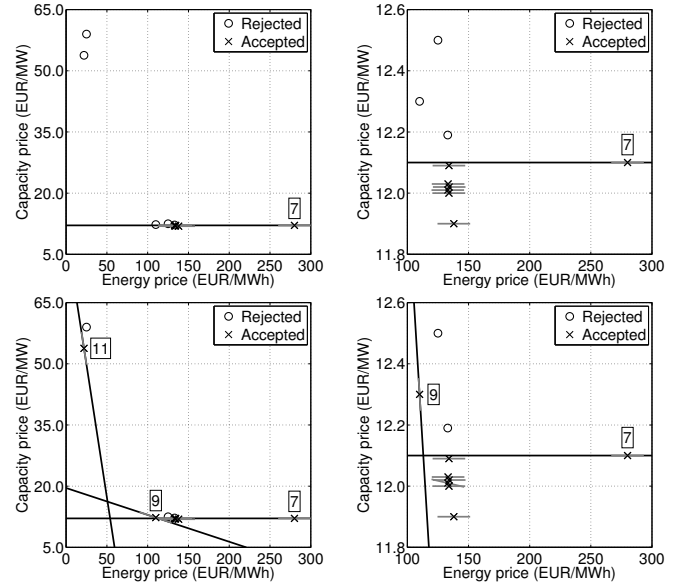 65.0
50.0
35.0
20.0
5.0
0 50 100 150 200 250 300
Energy price (EUR/MWh)
Capacity price (EUR/MW)
Rejected
Accepted
7
12.6
12.4
12.2
12.0
11.8
100 150 200 250 300
Energy price (EUR/MWh)
Capacity price (EUR/MW)
Rejected
Accepted
7
65.0
50.0
35.0
20.0
5.0
0 50 100 150 200 250 300
Energy price (EUR/MWh)
Capacity price (EUR/MW)
Rejected
Accepted
11
9
7
12.6
12.4
12.2
12.0
11.8
100 150 200 250 300
Energy price (EUR/MWh)
Capacity price (EUR/MW)
Rejected
Accepted
9
7